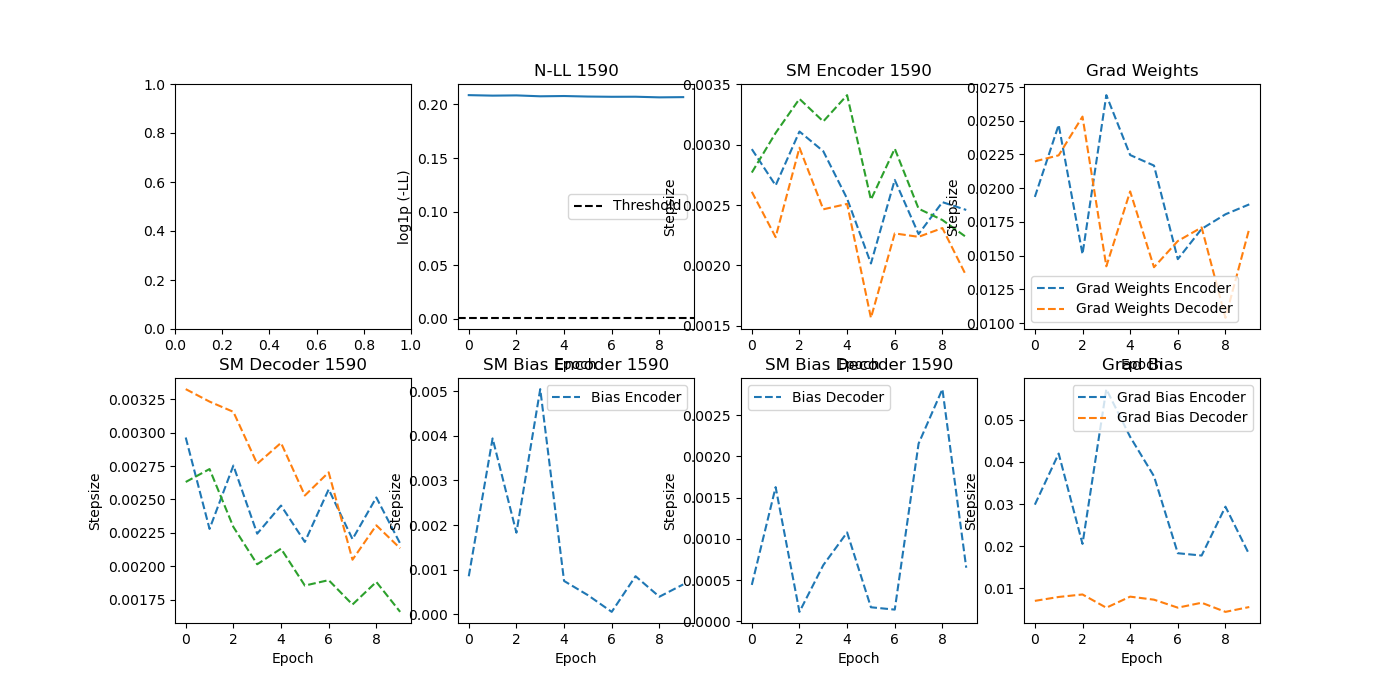 N-LL 1590
SM Encoder 1590
Grad Weights
1.0
0.8
0.6
0.4
0.2
0.0
0.0 0.2 0.4 0.6 0.8 1.0
log1p (-LL)
0.20
0.15
0.10
0.05
0.00
Threshold
0 2 4 6 8
Epoch
Stepsize
0.0035
0.0030
0.0025
0.0020
0.0015
0 2 4 6 8
Epoch
Stepsize
0.0275
0.0250
0.0225
0.0200
0.0175
0.0150
0.0125
0.0100
Grad Weights Encoder
Grad Weights Decoder
0 2 4 6 8
Epoch
SM Decoder 1590
SM Bias Encoder 1590
SM Bias Decoder 1590
Grad Bias
Stepsize
0.00325
0.00300
0.00275
0.00250
0.00225
0.00200
0.00175
0 2 4 6 8
Epoch
Stepsize
0.005
0.004
0.003
0.002
0.001
0.000
Bias Encoder
0 2 4 6 8
Epoch
Stepsize
0.0025
0.0020
0.0015
0.0010
0.0005
0.0000
Bias Decoder
0 2 4 6 8
Epoch
Stepsize
0.05
0.04
0.03
0.02
0.01
Grad Bias Encoder
Grad Bias Decoder
0 2 4 6 8
Epoch